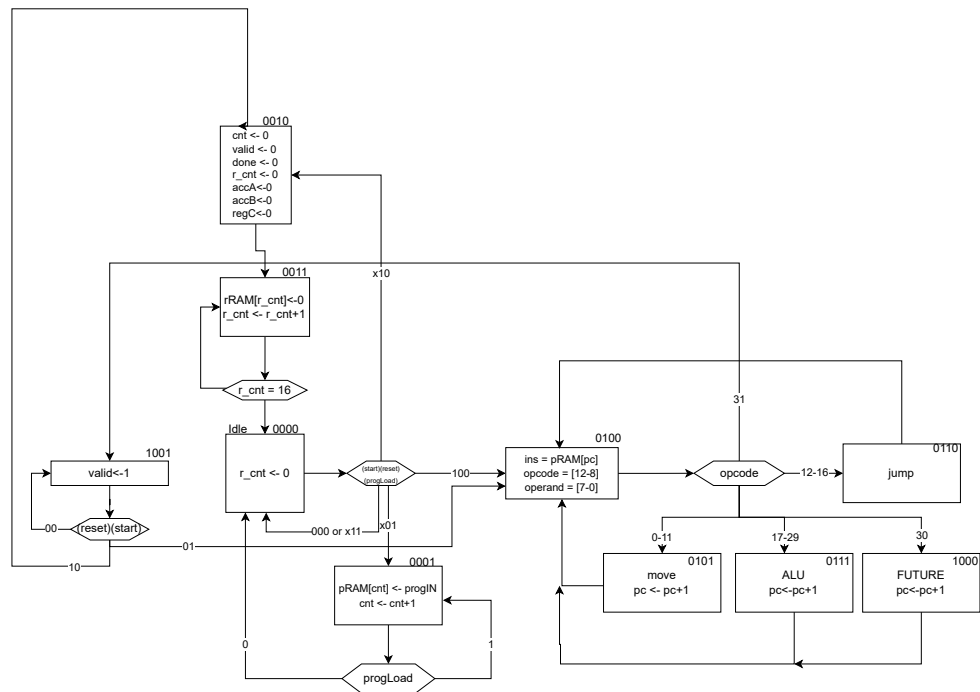 0010
cnt <- 0
valid <- 0
done <- 0
r_cnt <- 0
accA<-0
accB<-0
regC<-0
x10
0011
rRAM[r_cnt]<-0
r_cnt <- r_cnt+1
r_cnt = 16
31
Idle
0000
r_cnt <- 0
(start)(reset)
(progLoad)
100
0100
ins = pRAM[pc]
opcode = [12-8]
operand = [7-0]
opcode
12-16
0110
jump
1001
valid<-1
00
(reset)(start)
01
10
000 or x11
x01
0-11
17-29
30
0101
move
pc <- pc+1
0111
ALU
pc<-pc+1
1000
FUTURE
pc<-pc+1
0001
pRAM[cnt] <- progIN
cnt <- cnt+1
0
1
progLoad